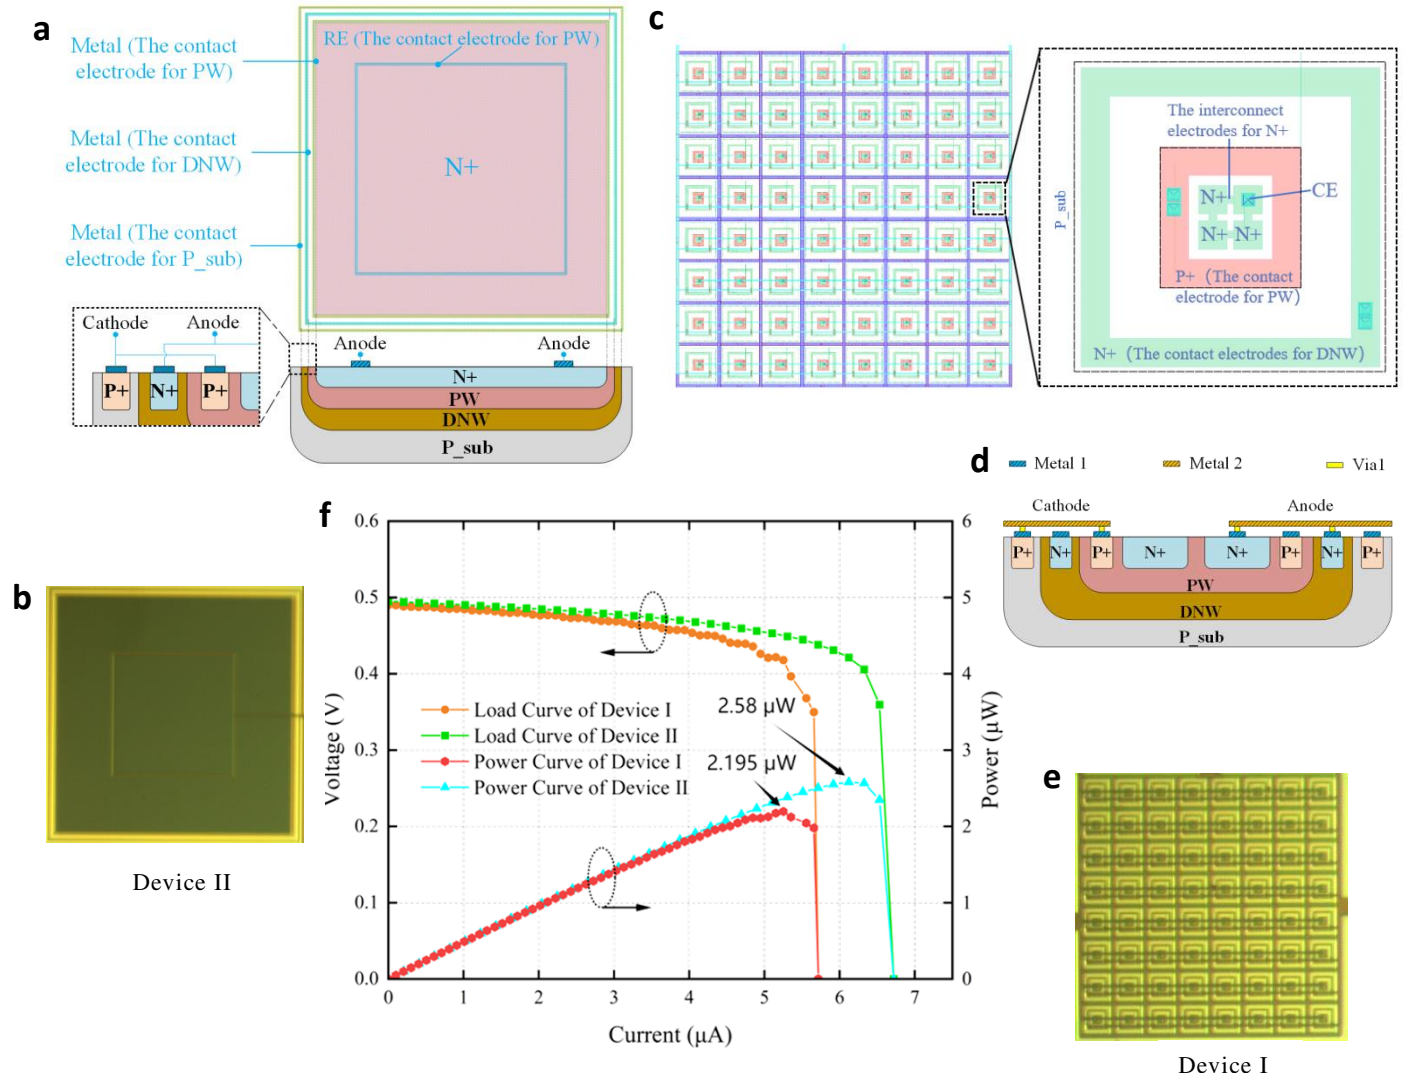 a
Metal (The contact
electrode for PW)
Metal (The contact
electrode for DNW)
Metal (The contact
electrode for P_sub)
RE (The contact electrode for PW)
N+
Cathode
Anode
P+
N+
P+
Anode
Anode
N+
PW
DNW
P_sub
b
Device II
c
The interconnect
electrodes for N+
N+
CE
N+
N+
P+ (The contact
electrode for PW)
N+ (The contact electrodes for DNW)
P_sub
d
Metal 1
Metal 2
Via1
Cathode
Anode
P+
N+
P+
N+
N+
P+
N+
P+
PW
DNW
P_sub
e
Device I
f
0.6
0.5
0.4
0.3
0.2
0.1
0.0
Voltage (V)
6
5
4
3
2
1
0
Power (μW)
Load Curve of Device I
Load Curve of Device II
Power Curve of Device I
Power Curve of Device II
2.58 μW
2.195 μW
0
1
2
3
4
5
6
7
Current (μA)